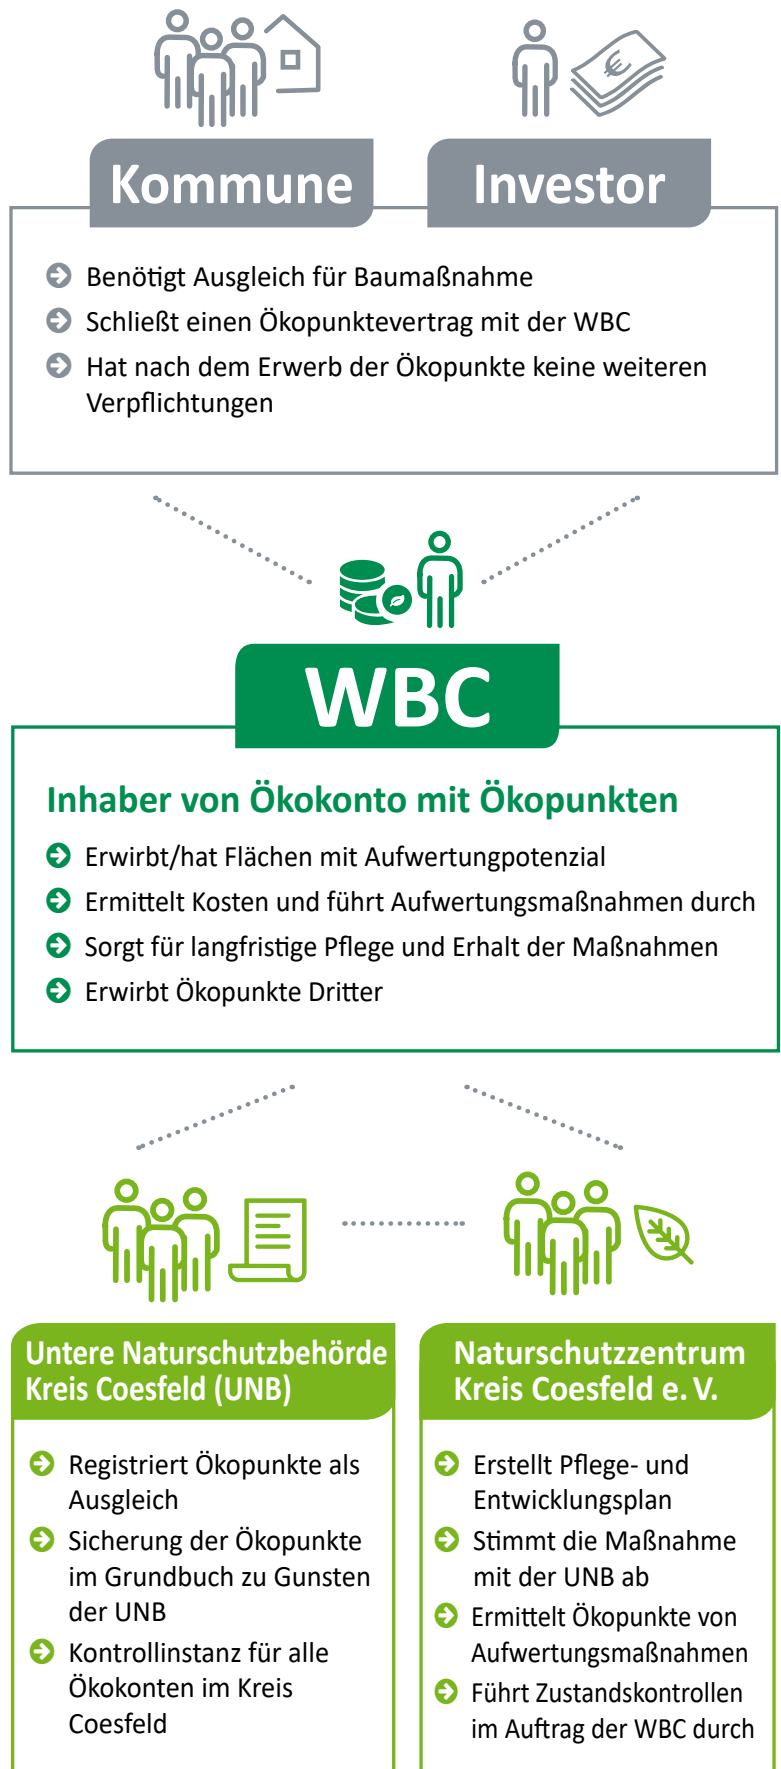 Kommune
Investor
Benötigt Ausgleich für Baumaßnahme
Schließt einen Ökopunktevertrag mit der WBC
Hat nach dem Erwerb der Ökopunkte keine weiteren
Verpflichtungen
WBC
Inhaber von Ökokonto mit Ökopunkten
Erwirbt/hat Flächen mit Aufwertungpotenzial
Ermittelt Kosten und führt Aufwertungsmaßnahmen durch
Sorgt für langfristige Pflege und Erhalt der Maßnahmen
Erwirbt Ökopunkte Dritter
Untere Naturschutzbehörde
Kreis Coesfeld (UNB)
Registriert Ökopunkte als
Ausgleich
Sicherung der Ökopunkte
im Grundbuch zu Gunsten
der UNB
Kontrollinstanz für alle
Ökokonten im Kreis
Coesfeld
Naturschutzzentrum
Kreis Coesfeld e. V.
Erstellt Pflege- und
Entwicklungsplan
Stimmt die Maßnahme
mit der UNB ab
Ermittelt Ökopunkte von
Aufwertungsmaßnahmen
Führt Zustandskontrollen
im Auftrag der WBC durch